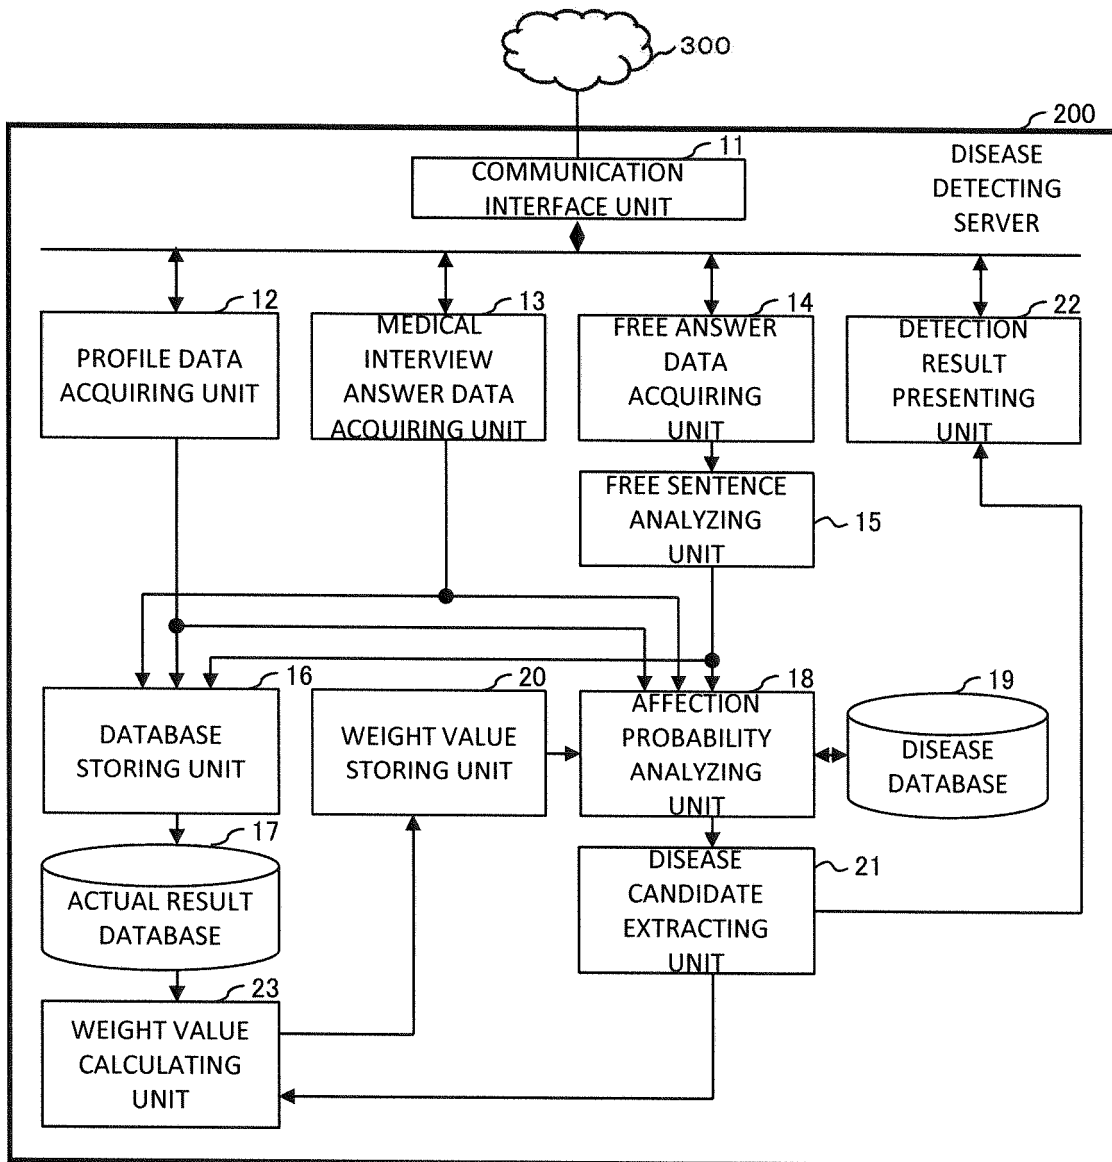 300
200
11
COMMUNICATION
INTERFACE UNIT
DISEASE
DETECTING
SERVER
12
PROFILE DATA
ACQUIRING UNIT
13
MEDICAL
INTERVIEW
ANSWER DATA
ACQUIRING UNIT
14
FREE ANSWER
DATA
ACQUIRING
UNIT
22
DETECTION
RESULT
PRESENTING
UNIT
FREE SENTENCE
ANALYZING
UNIT
15
16
DATABASE
STORING UNIT
20
WEIGHT VALUE
STORING UNIT
18
AFFECTION
PROBABILITY
ANALYZING
UNIT
19
DISEASE
DATABASE
17
ACTUAL RESULT
DATABASE
DISEASE
CANDIDATE
EXTRACTING
UNIT
21
23
WEIGHT VALUE
CALCULATING
UNIT